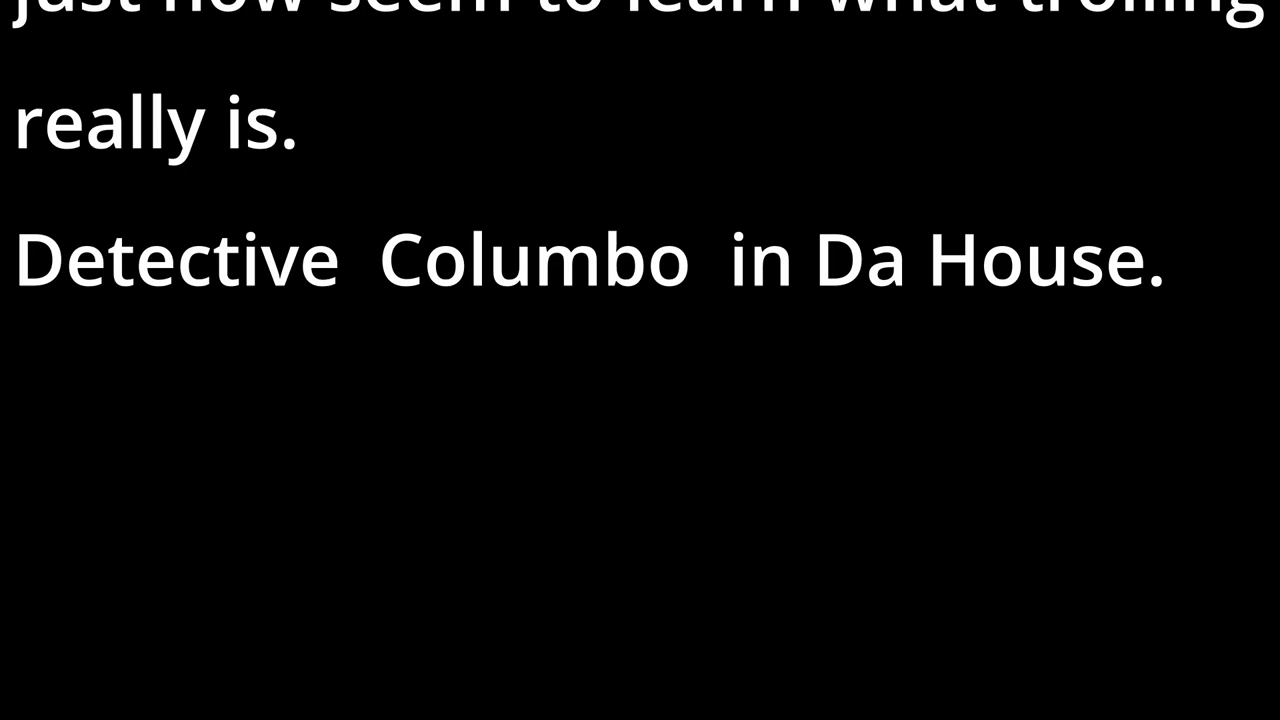 just now seem to learn what trolling
really is.
Detective  Columbo  in Da House.